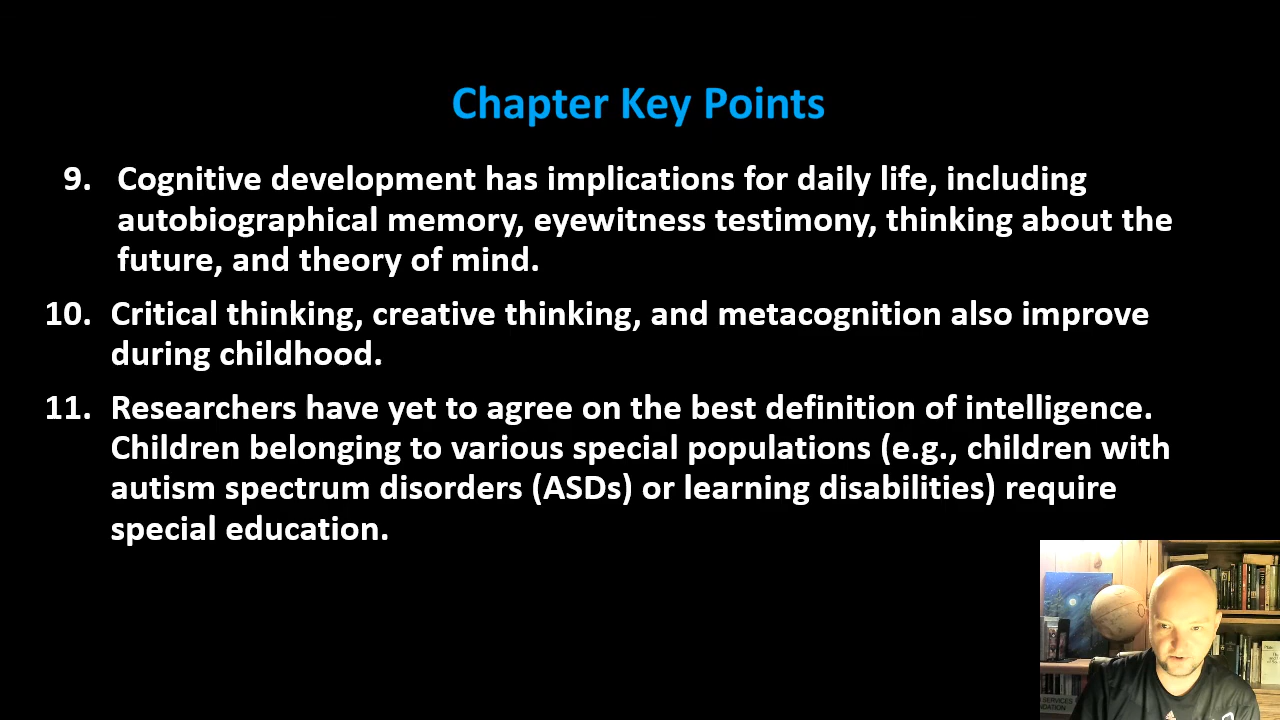 Chapter Key Points
9. Cognitive development has implications for daily life, including
autobiographical memory, eyewitness testimony, thinking about the
future, and theory of mind.
10. Critical thinking, creative thinking, and metacognition also improve
during childhood.
11. Researchers have yet to agree on the best definition of intelligence.
Children belonging to various special populations (e.g., children with
autism spectrum disorders (ASDs) or learning disabilities) require
special education.